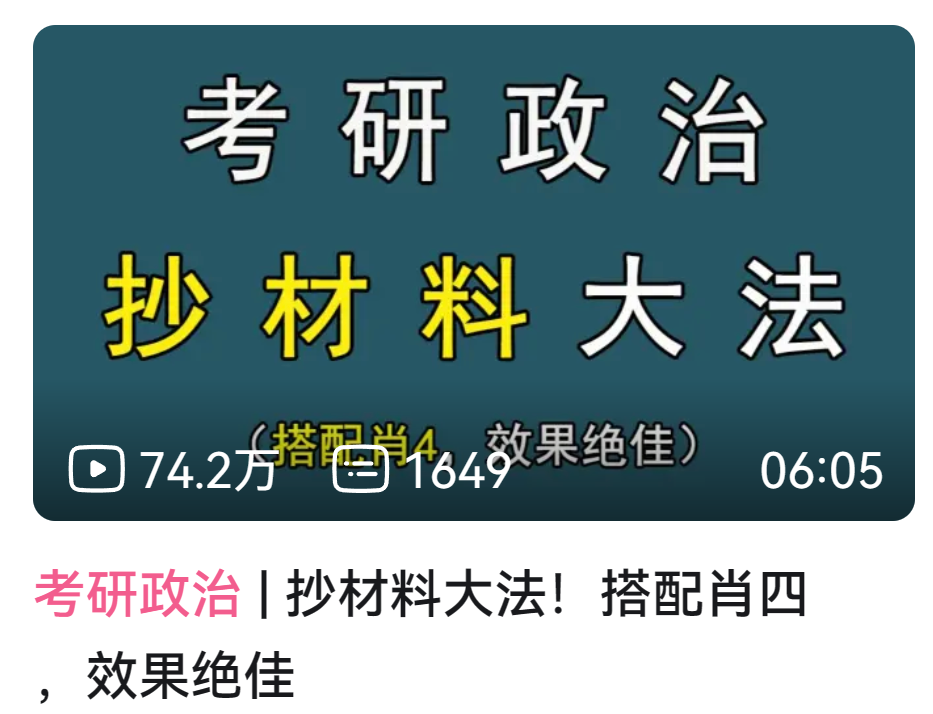 考研政治
抄材料大法
（搭配肖4，效果绝佳）
74.2万 1649 06:05
考研政治 | 抄材料大法！搭配肖四
，效果绝佳